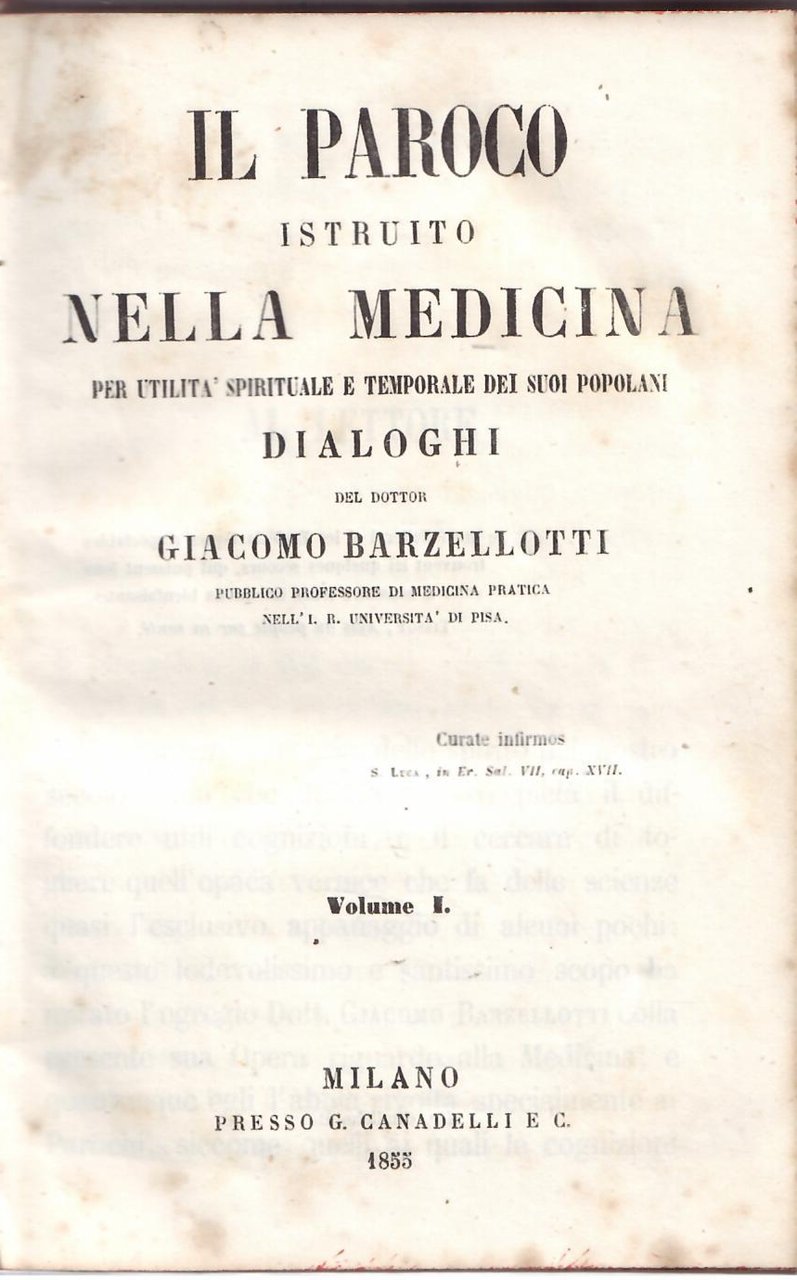 IL PAROCO
ISTRUITO
NELLA MEDICINA
PER UTILITA' SPIRITUALE E TEMPORALE DEI SUOI POPOLANI
DIALOGHI
DEL DOTTOR
GIACOMO BARZELLOTTI
PUBBLICO PROFESSORE DI MEDICINA PRATICA
NELL' I. R. UNIVERSITA' DI PISA.
Curate infirmos
S. LUCA, in Er. Sal. VII, cap. XVII.
Volume I.
MILANO
PRESSO G. CANADELLI E C.
1855